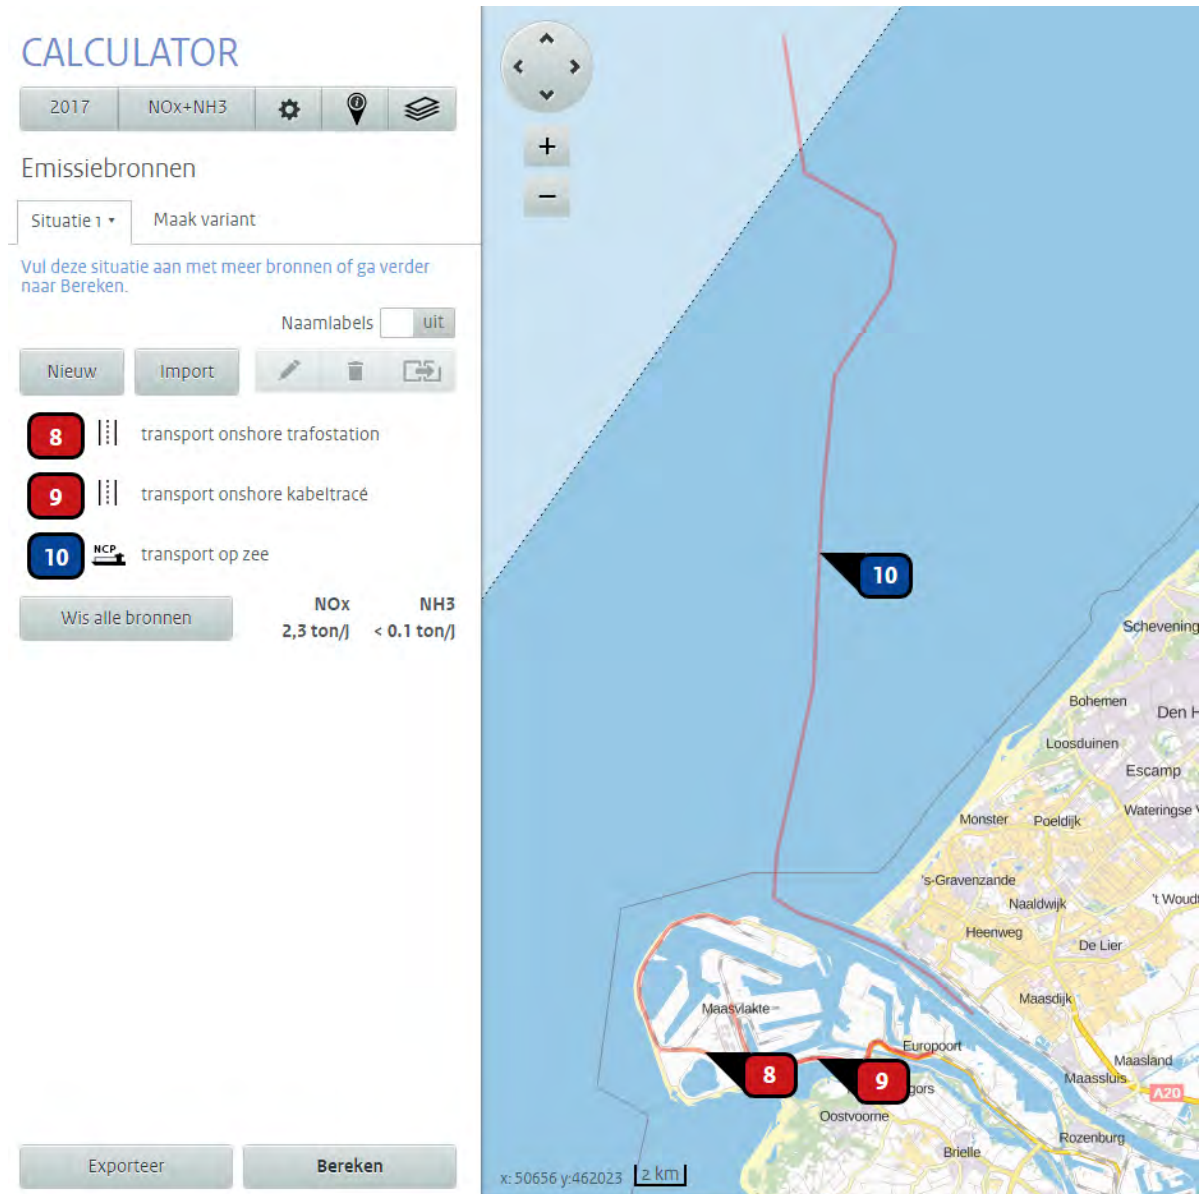 CALCULATOR
2017 NOx+NH3
Emissiebronnen
Situatie 1 Maak variant
Vul deze situatie aan met meer bronnen of ga verder
naar Bereken.
Naamlabels uit
Nieuw Import
8 transport onshore trafostation
9 transport onshore kabeltracé
10 NCP transport op zee
Wis alle bronnen
NOx NH3
2,3 ton/j < 0.1 ton/j
Exporteer Bereken
+
−
10
Schevening
Bohemen
Den H
Loosduinen
Escamp
Wateringse V
Monster Poeldijk
's-Gravenzande
't Woudt
Naaldwijk
Heenweg
De Lier
Maasdijk
Maasvlakte
Europoort
Maasland
Maassluis
A20
8
9
gors
Oostvoorne
Rozenburg
Brielle
x: 50656 y:462023 2 km